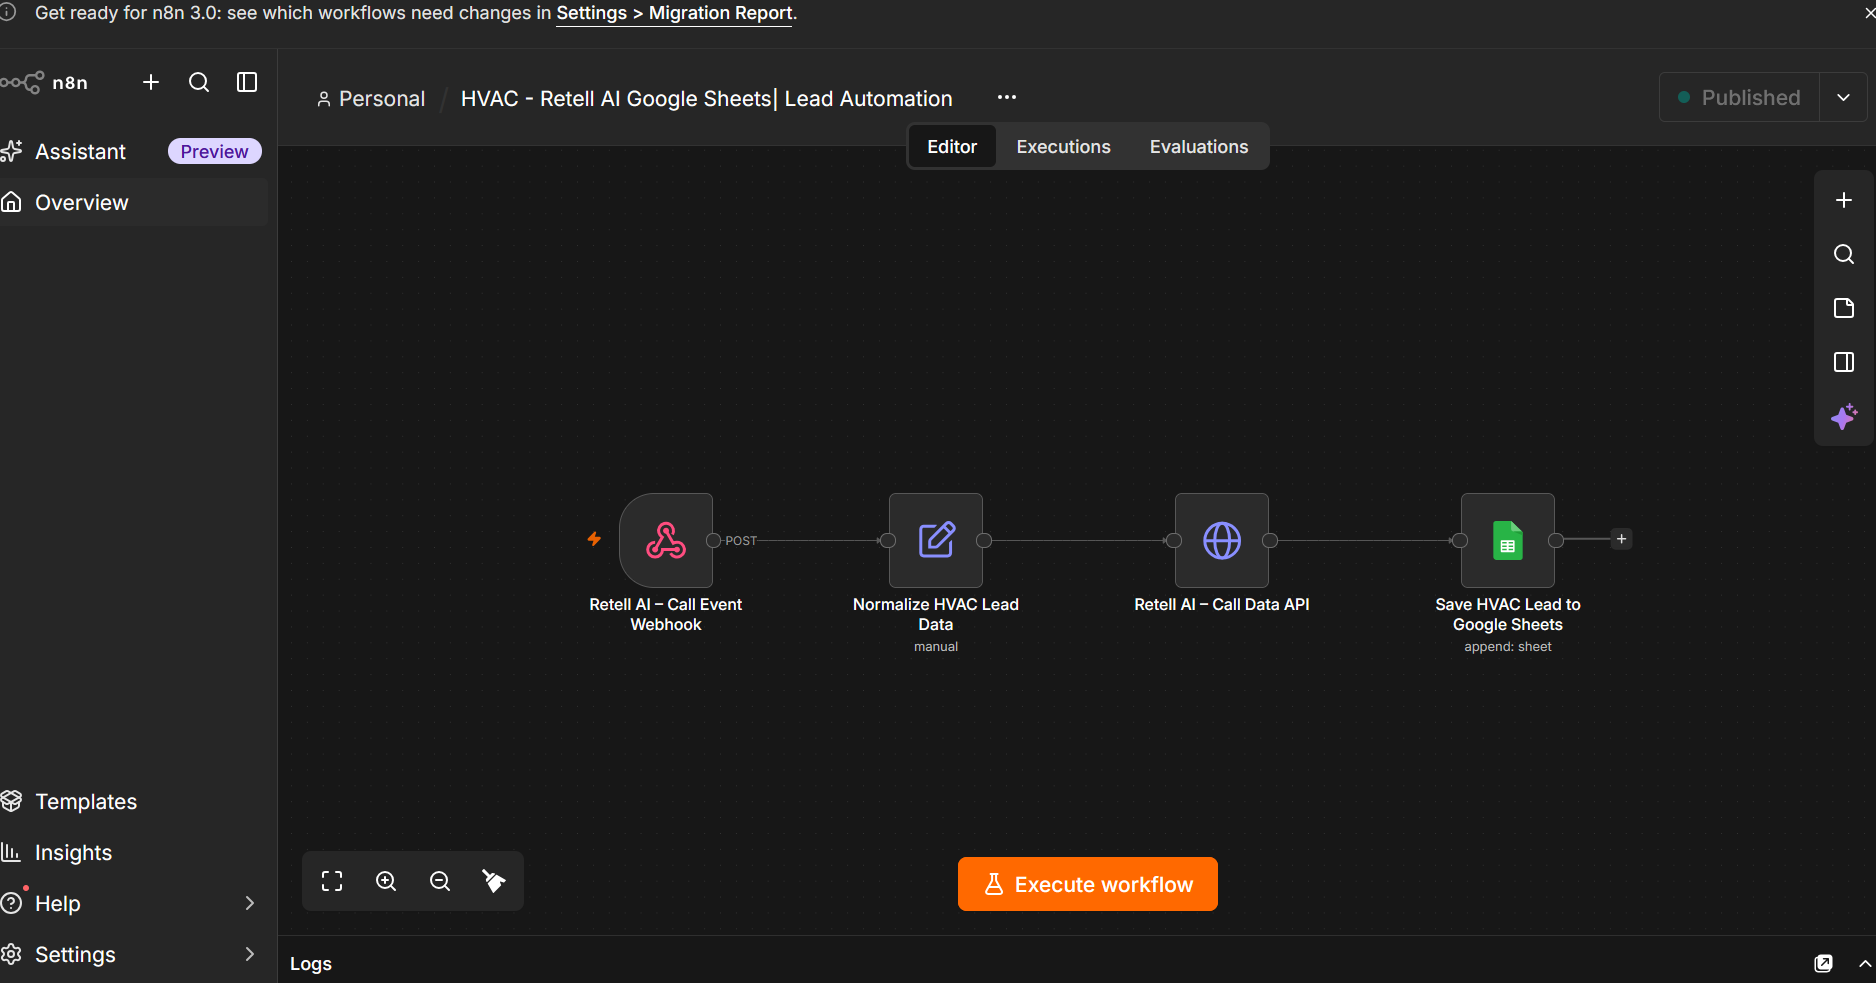 Get ready for n8n 3.0: see which workflows need changes in Settings > Migration Report.
n8n
Personal / HVAC - Retell AI Google Sheets| Lead Automation
Published
Editor Executions Evaluations
Assistant Preview
Overview
POST
Retell AI – Call Event
Webhook
Normalize HVAC Lead
Data
manual
Retell AI – Call Data API
Save HVAC Lead to
Google Sheets
append: sheet
Templates
Insights
Help
Settings
Execute workflow
Logs